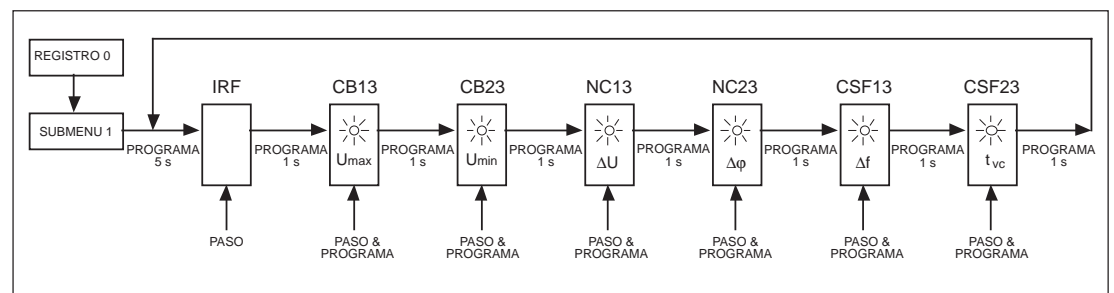 REGISTRO 0
SUBMENU 1
PROGRAMA
5 s
IRF
PASO
PROGRAMA
1 s
CB13
Umax
PASO &
PROGRAMA
PROGRAMA
1 s
CB23
Umin
PASO &
PROGRAMA
PROGRAMA
1 s
NC13
ΔU
PASO &
PROGRAMA
PROGRAMA
1 s
NC23
Δφ
PASO &
PROGRAMA
PROGRAMA
1 s
CSF13
Δf
PASO &
PROGRAMA
PROGRAMA
1 s
CSF23
tvc
PASO &
PROGRAMA
PROGRAMA
1 s